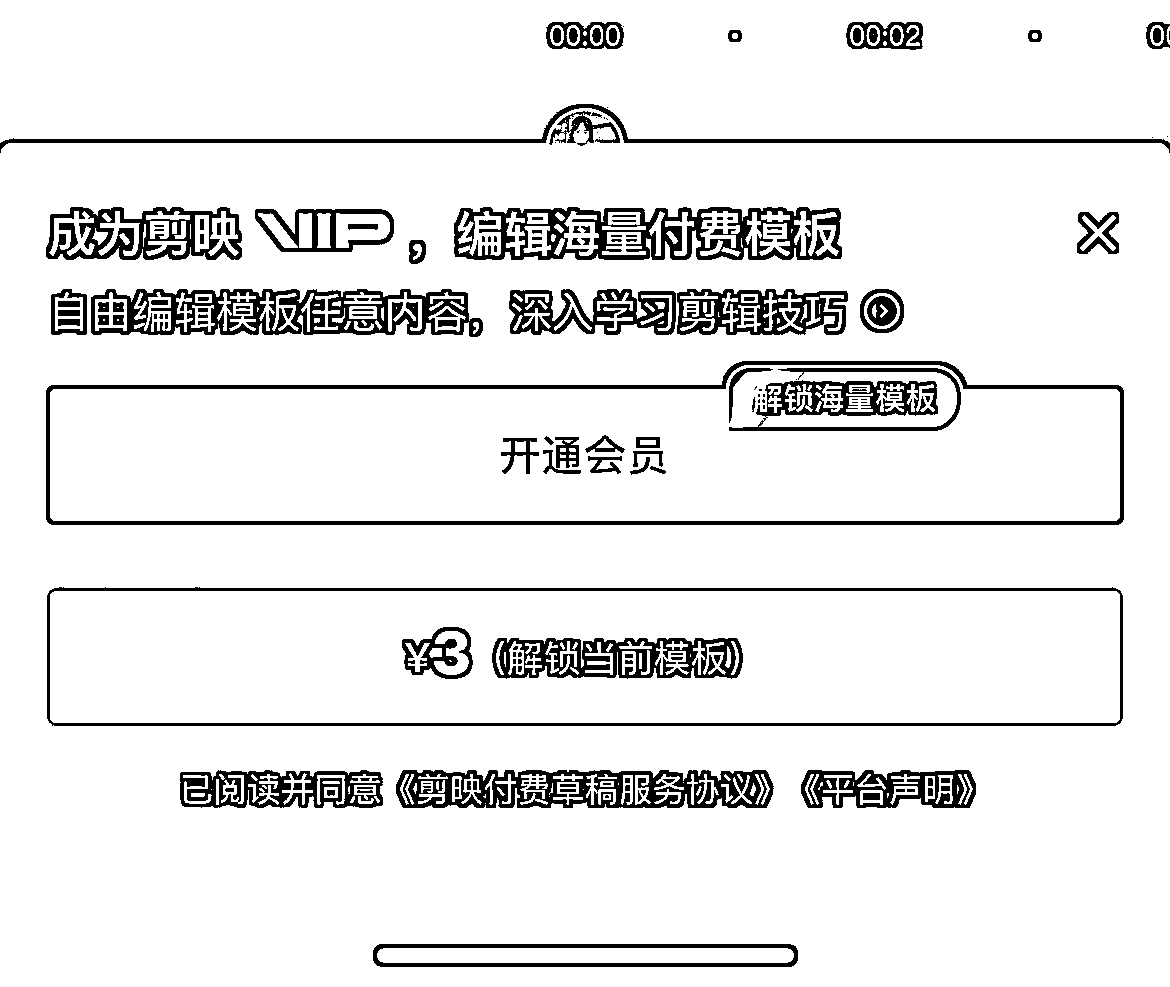 00:00 00:02
成为剪映 VIP，编辑海量付费模板
自由编辑模板任意内容，深入学习剪辑技巧
解锁海量模板
开通会员
¥3 (解锁当前模板)
已阅读并同意《剪映付费草稿服务协议》《平台声明》